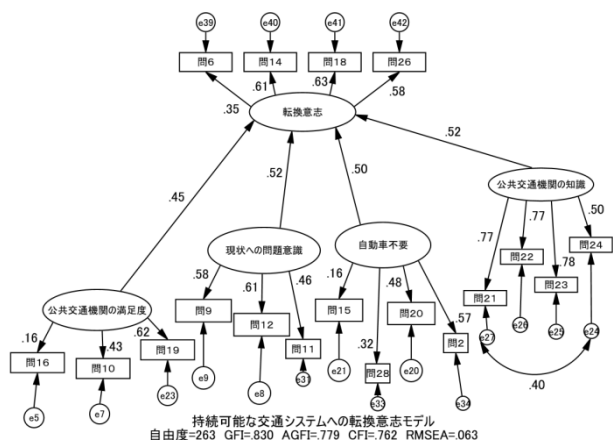 e39 e40 e41 e42
問6 問14 問18 問26
.35 .61 .63 .58
転換意志
.45 .52 .50 .52
公共交通機関の知識
.77 .77 .78 .50
問21 問22 問23 問24
e27 e26 e25 e24
.40
現状への問題意識
.58 .61 .46
問9 問12 問11
e9 e8 e31
自動車不要
.16 .32 .48 .57
問15 問28 問20 問2
e21 e33 e20 e34
公共交通機関の満足度
.16 .43 .62
問16 問10 問19
e5 e7 e23
持続可能な交通システムへの転換意志モデル
自由度=263 GFI=.830 AGFI=.779 CFI=.762 RMSEA=.063